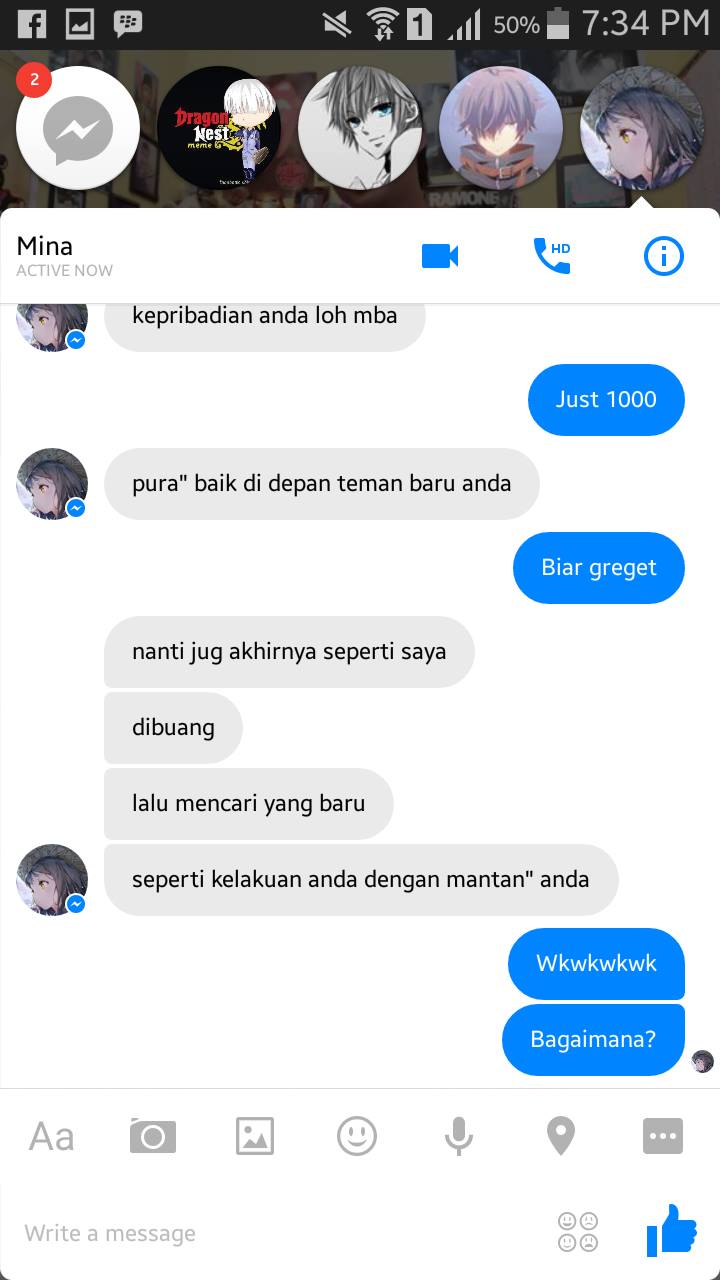 1
50%
7:34 PM
2
Dragon
Nest
meme
RAMONE
Mina
ACTIVE NOW
HD
kepribadian anda loh mba
Just 1000
pura" baik di depan teman baru anda
Biar greget
nanti jug akhirnya seperti saya
dibuang
lalu mencari yang baru
seperti kelakuan anda dengan mantan" anda
Wkwkwkwk
Bagaimana?
Aa
Write a message